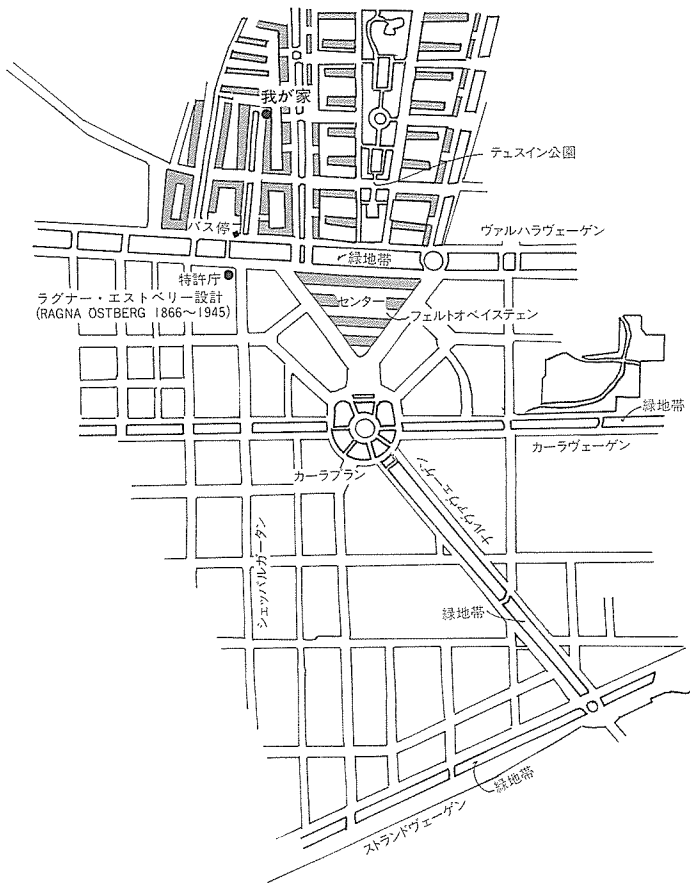 我が家
テュスイン公園
バス停
ヴァルハラヴェーゲン
緑地帯
特許庁
ラグナー・エストベリー設計
(RAGNA OSTBERG 1866〜1945)
センター
フェルトオベイステェン
緑地帯
カーラヴェーゲン
カーラプラン
ナルヴァヴェーゲン
シェッパルガータン
緑地帯
緑地帯
ストランドヴェーゲン